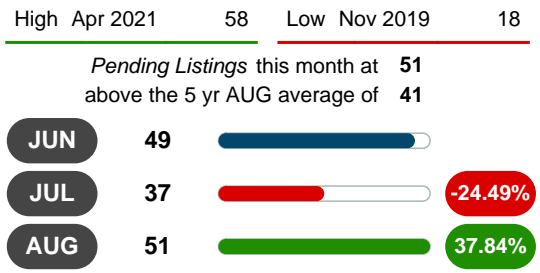 High Apr 2021 58 Low Nov 2019 18
Pending Listings this month at 51
above the 5 yr AUG average of 41
JUN 49
JUL 37 -24.49%
AUG 51 37.84%